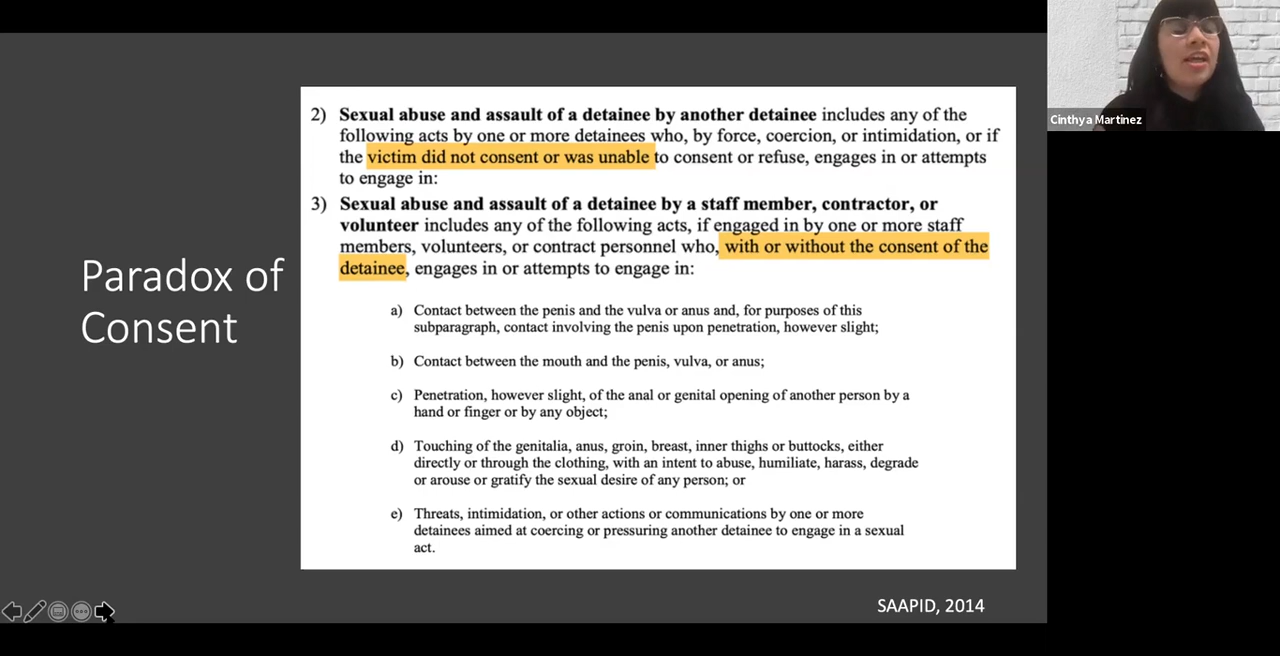 Cinthya Martinez
Paradox of
Consent
2) Sexual abuse and assault of a detainee by another detainee includes any of the
following acts by one or more detainees who, by force, coercion, or intimidation, or if
the victim did not consent or was unable to consent or refuse, engages in or attempts
to engage in:
3) Sexual abuse and assault of a detainee by a staff member, contractor, or
volunteer includes any of the following acts, if engaged in by one or more staff
members, volunteers, or contract personnel who, with or without the consent of the
detainee, engages in or attempts to engage in:
a) Contact between the penis and the vulva or anus and, for purposes of this
subparagraph, contact involving the penis upon penetration, however slight;
b) Contact between the mouth and the penis, vulva, or anus;
c) Penetration, however slight, of the anal or genital opening of another person by a
hand or finger or by any object;
d) Touching of the genitalia, anus, groin, breast, inner thighs or buttocks, either
directly or through the clothing, with an intent to abuse, humiliate, harass, degrade
or arouse or gratify the sexual desire of any person; or
e) Threats, intimidation, or other actions or communications by one or more
detainees aimed at coercing or pressuring another detainee to engage in a sexual
act.
SAAPID, 2014